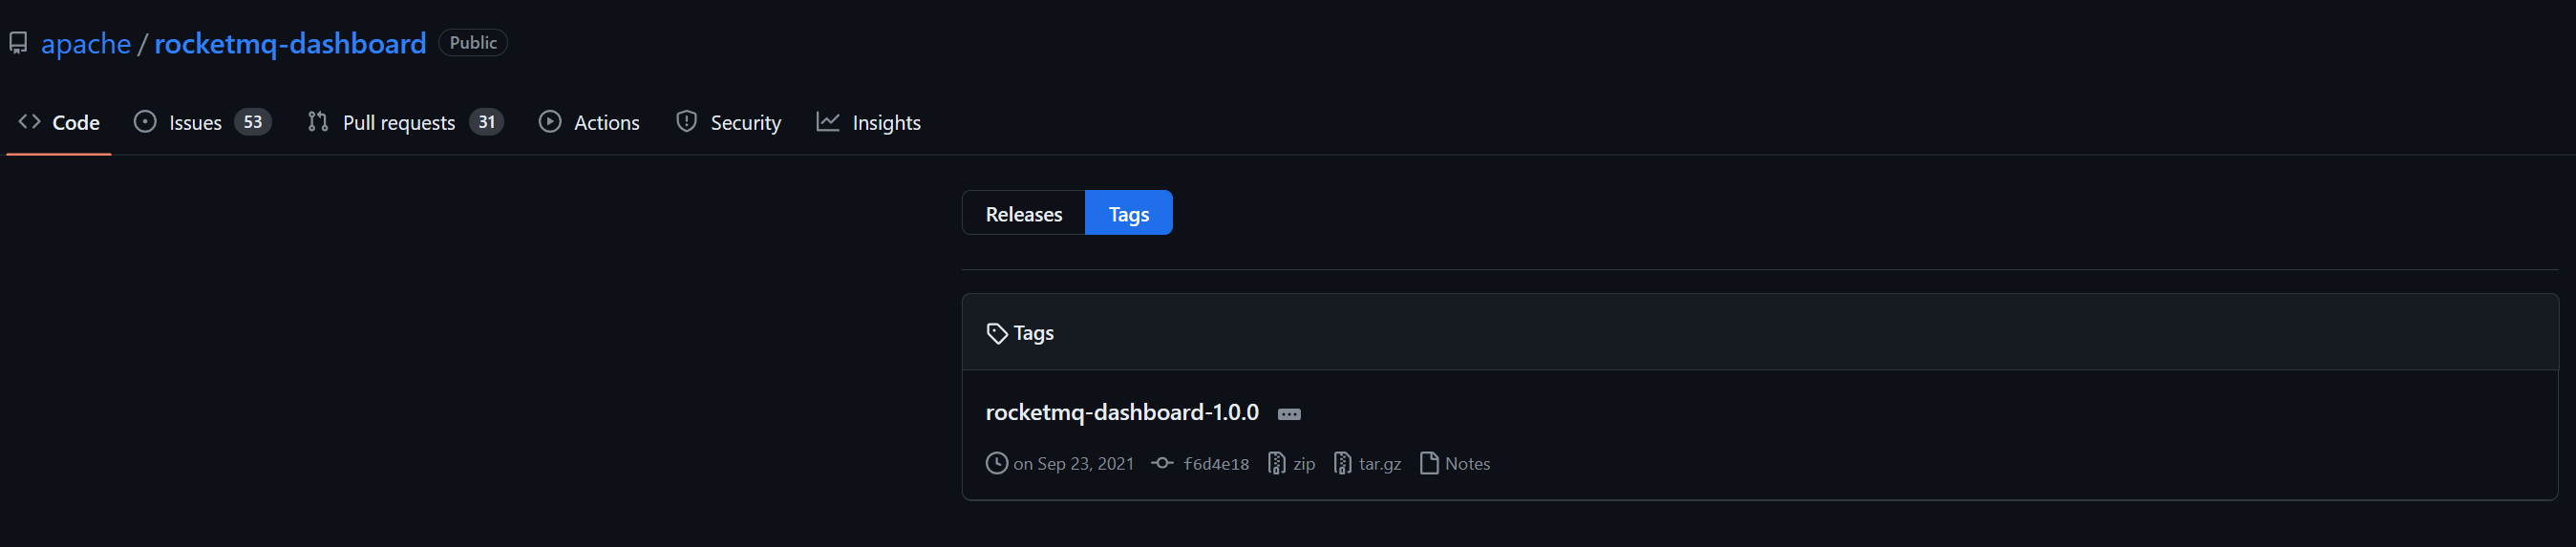 apache / rocketmq-dashboard Public
Code Issues 53 Pull requests 31 Actions Security Insights
Releases Tags
Tags
rocketmq-dashboard-1.0.0
on Sep 23, 2021 f6d4e18 zip tar.gz Notes